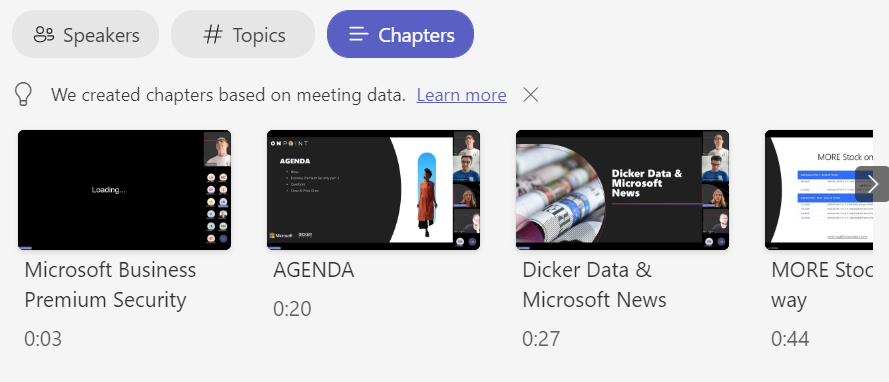 Speakers
# Topics
Chapters
We created chapters based on meeting data. Learn more
Loading...
ONPOINT
AGENDA
Microsoft
Dicker Data &
Microsoft
News
MORE Stock on
Microsoft Business
Premium Security
0:03
AGENDA
0:20
Dicker Data &
Microsoft News
0:27
MORE Stoc
way
0:44